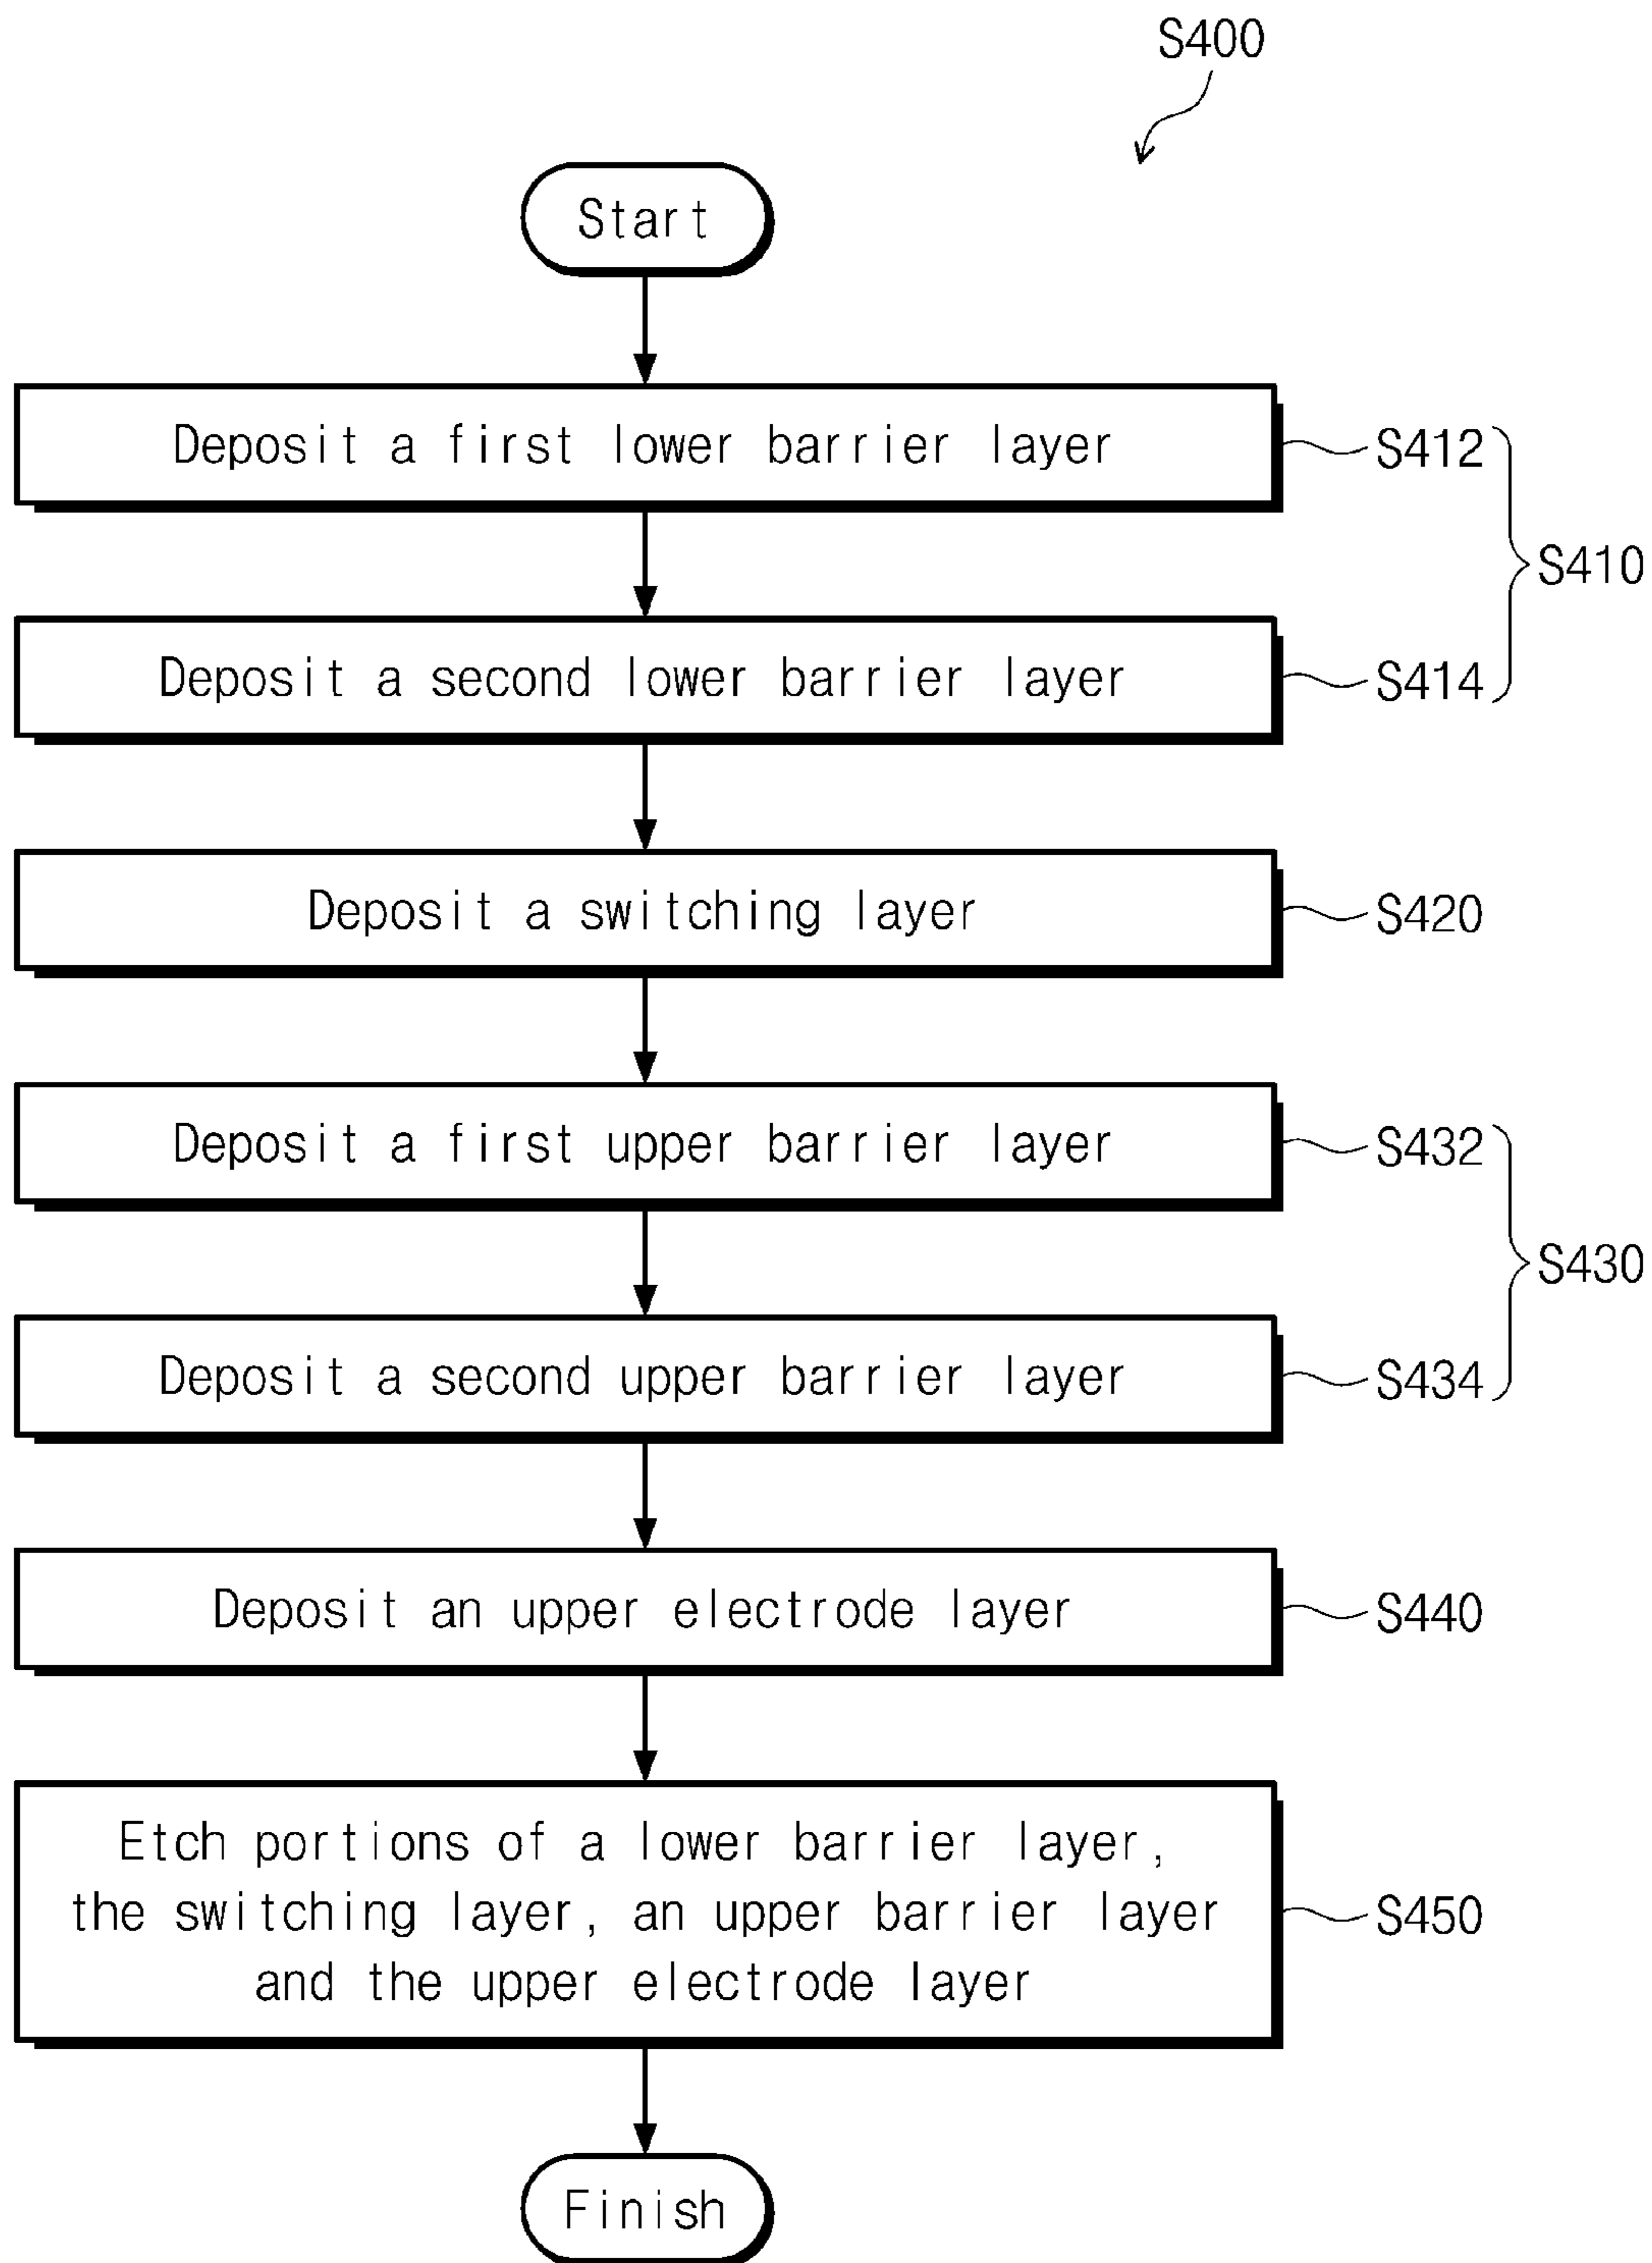 S400
Start
Deposit a first lower barrier layer
S412
S410
Deposit a second lower barrier layer
S414
Deposit a switching layer
S420
Deposit a first upper barrier layer
S432
S430
Deposit a second upper barrier layer
S434
Deposit an upper electrode layer
S440
Etch portions of a lower barrier layer,
the switching layer, an upper barrier layer
and the upper electrode layer
S450
Finish